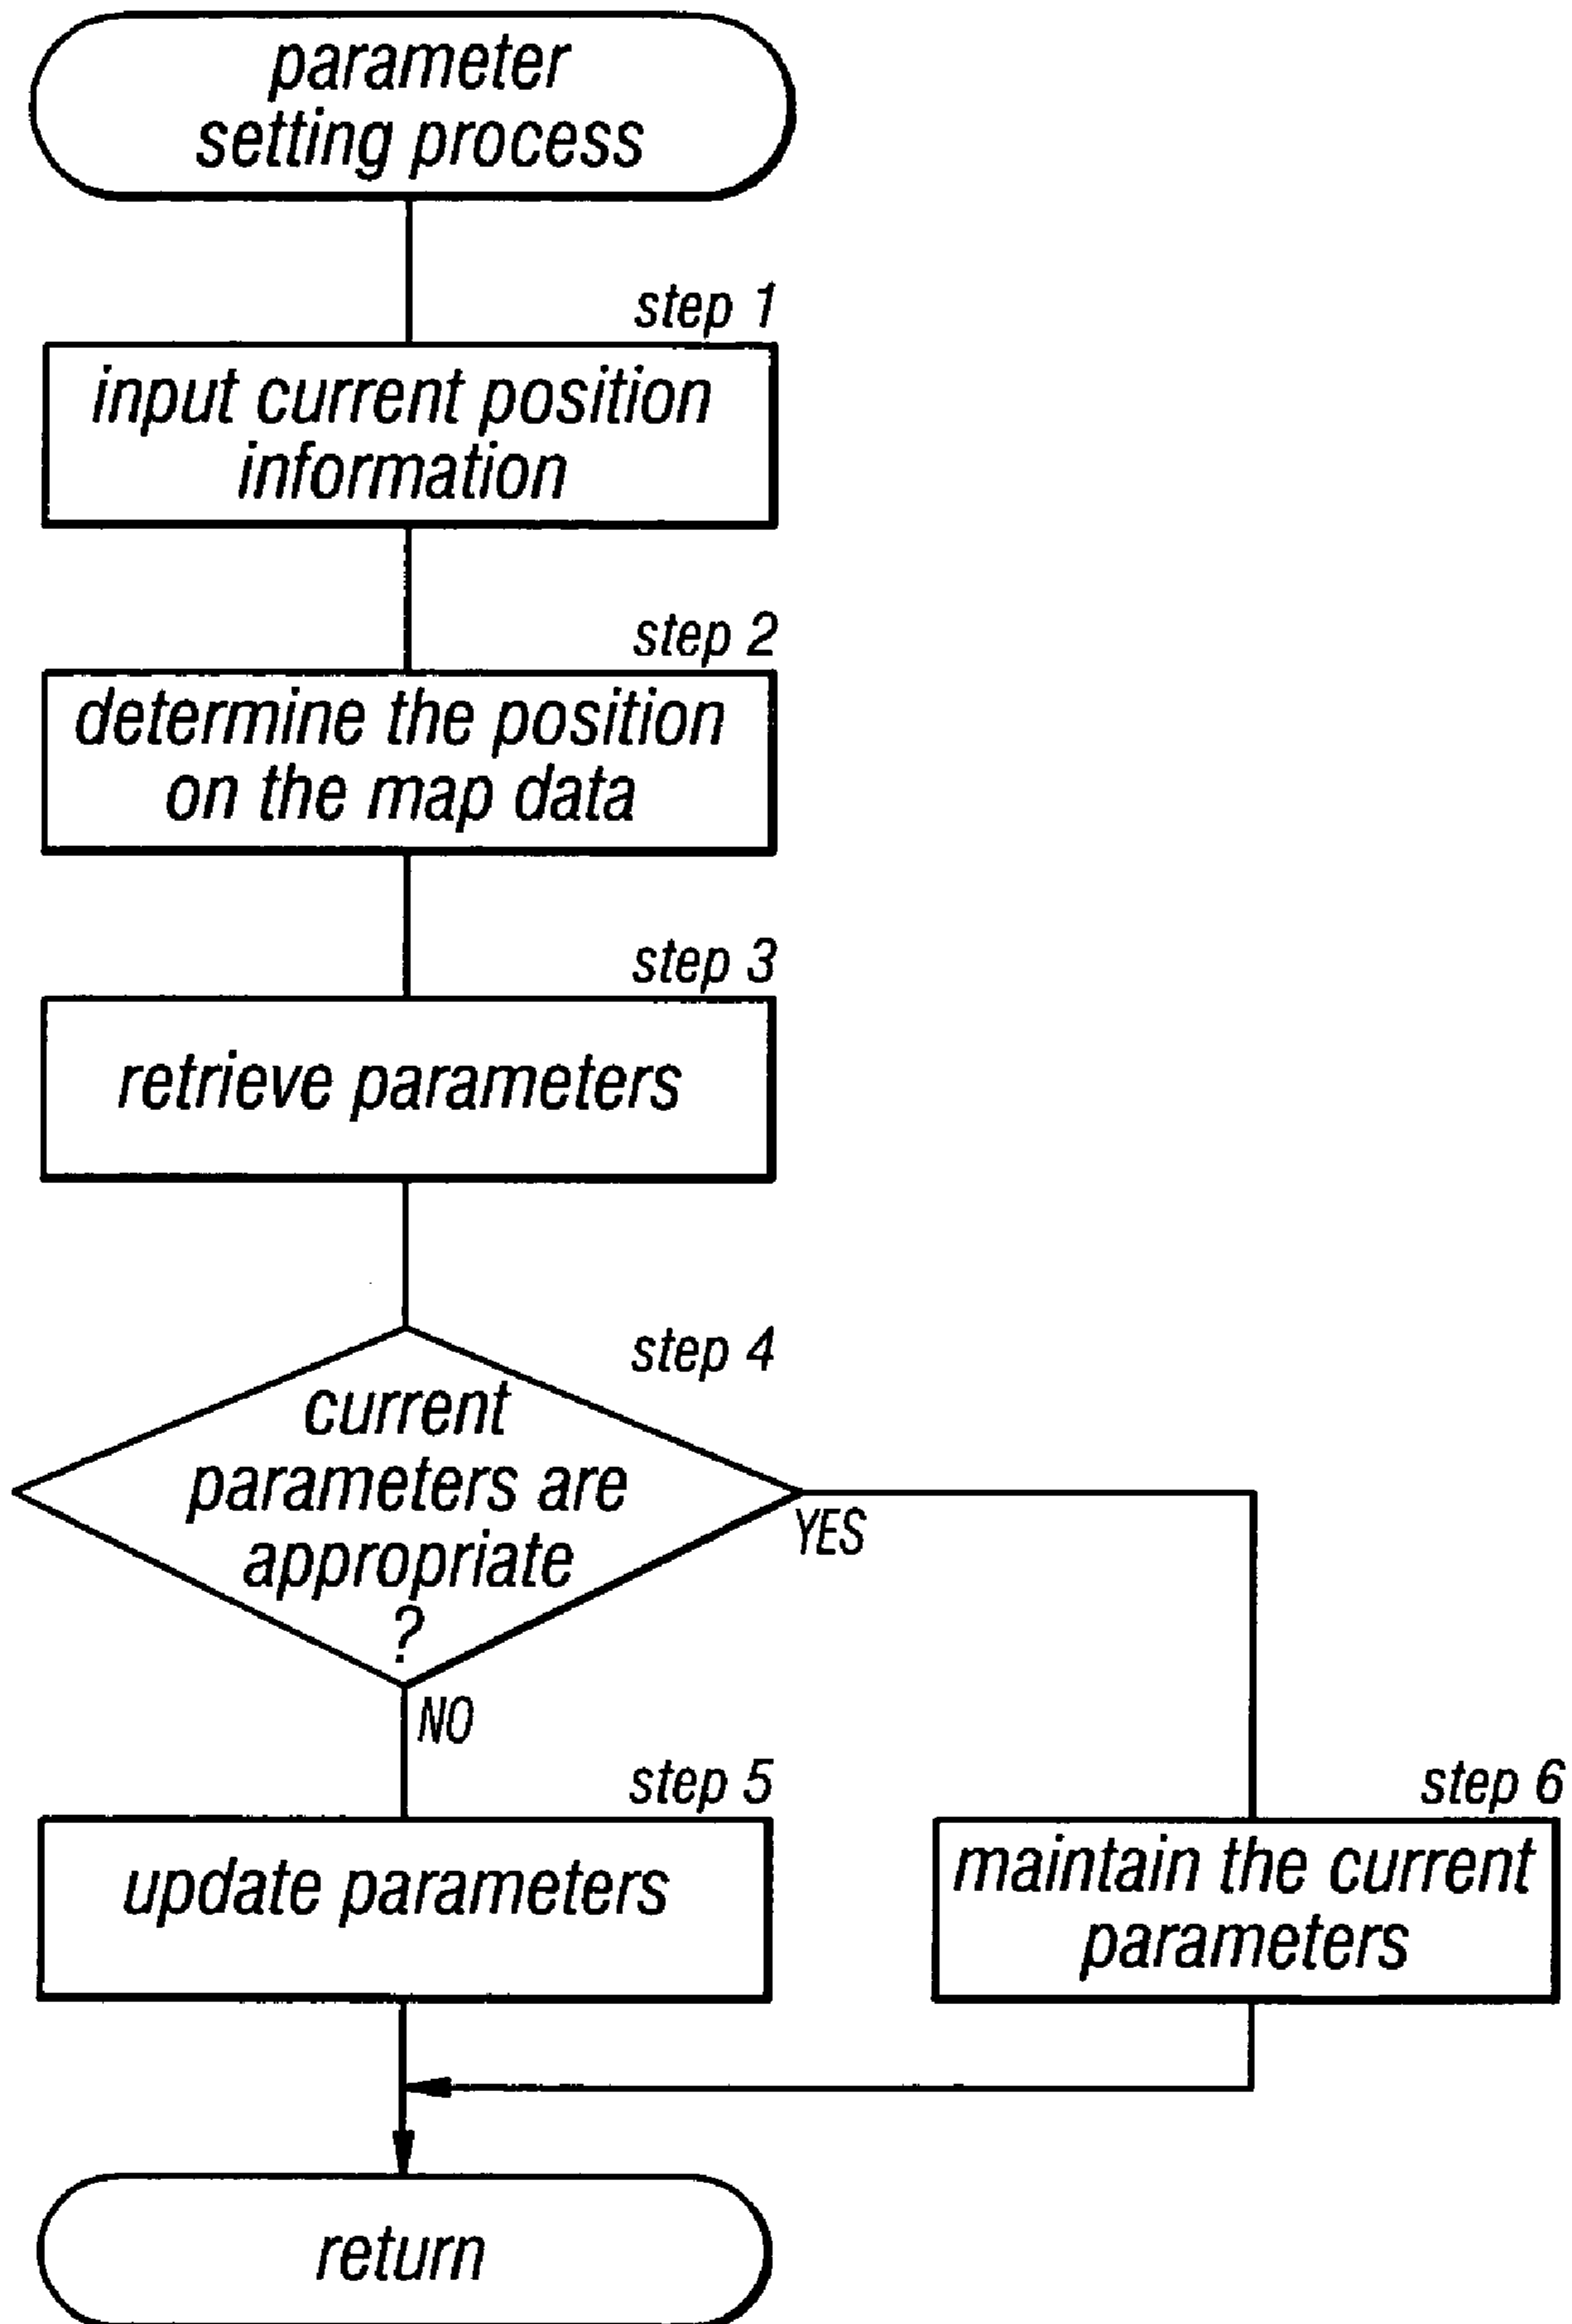 parameter
setting process
step 1
input current position
information
step 2
determine the position
on the map data
step 3
retrieve parameters
step 4
current
parameters are
appropriate
?
YES
NO
step 5
update parameters
step 6
maintain the current
parameters
return